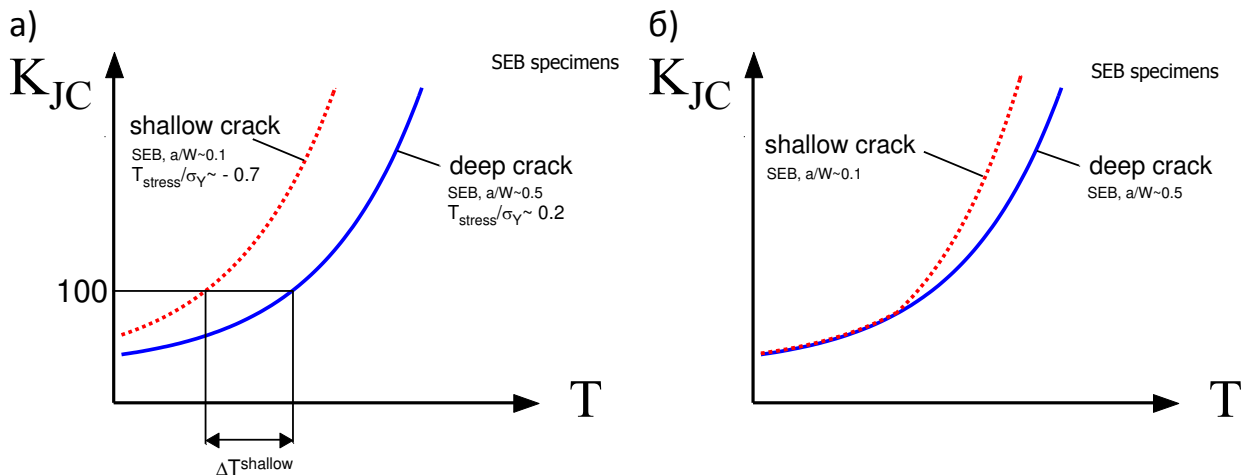 а)
SEB specimens
K_JC
shallow crack
SEB, a/W~0.1
T_stress/σ_Y~ - 0.7
deep crack
SEB, a/W~0.5
T_stress/σ_Y~ 0.2
100
T
ΔT^shallow
б)
SEB specimens
K_JC
shallow crack
SEB, a/W~0.1
deep crack
SEB, a/W~0.5
T